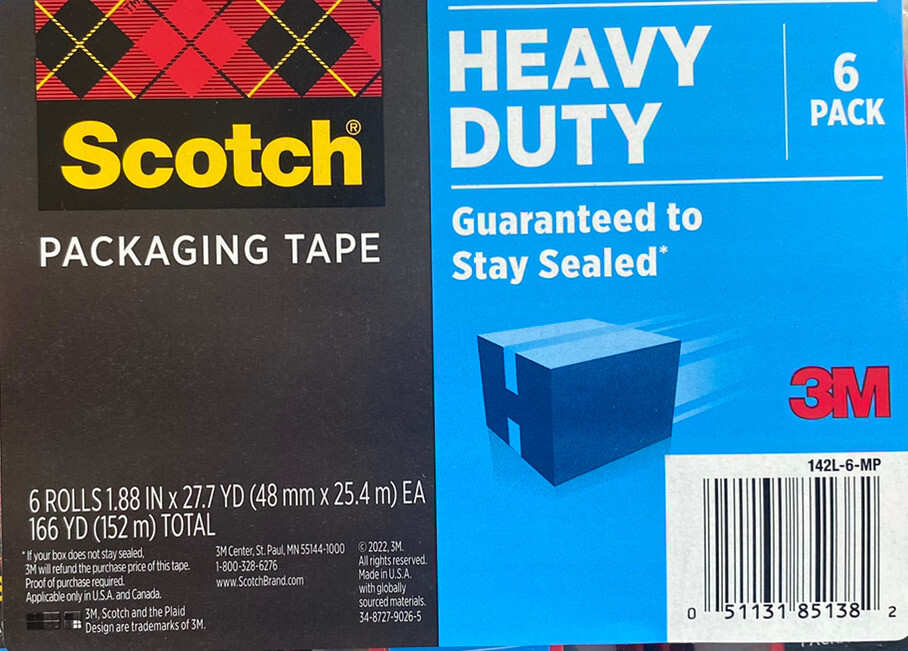 TM
Scotch®
PACKAGING TAPE
6 ROLLS 1.88 IN x 27.7 YD (48 mm x 25.4 m) EA
166 YD (152 m) TOTAL
* If your box does not stay sealed,
3M will refund the purchase price of this tape.
Proof of purchase required.
Applicable only in U.S.A. and Canada.
3M, Scotch and the Plaid
Design are trademarks of 3M.
3M Center, St. Paul, MN 55144-1000
1-800-328-6276
www.ScotchBrand.com
© 2022, 3M.
All rights reserved.
Made in U.S.A.
with globally
sourced materials.
34-8727-9026-5
HEAVY
DUTY
6
PACK
Guaranteed to
Stay Sealed*
3M
142L-6-MP
0 51131 85138 2